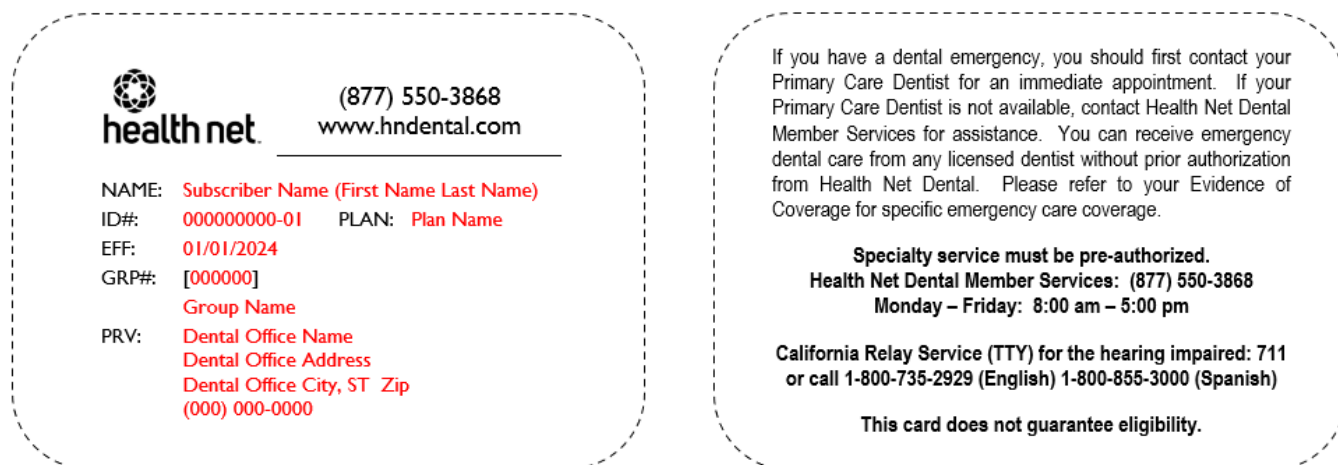 health net.
(877) 550-3868
www.hndental.com
NAME: Subscriber Name (First Name Last Name)
ID#: 000000000-01 PLAN: Plan Name
EFF: 01/01/2024
GRP#: [000000]
Group Name
PRV: Dental Office Name
Dental Office Address
Dental Office City, ST Zip
(000) 000-0000
If you have a dental emergency, you should first contact your
Primary Care Dentist for an immediate appointment. If your
Primary Care Dentist is not available, contact Health Net Dental
Member Services for assistance. You can receive emergency
dental care from any licensed dentist without prior authorization
from Health Net Dental. Please refer to your Evidence of
Coverage for specific emergency care coverage.
Specialty service must be pre-authorized.
Health Net Dental Member Services: (877) 550-3868
Monday – Friday: 8:00 am – 5:00 pm
California Relay Service (TTY) for the hearing impaired: 711
or call 1-800-735-2929 (English) 1-800-855-3000 (Spanish)
This card does not guarantee eligibility.